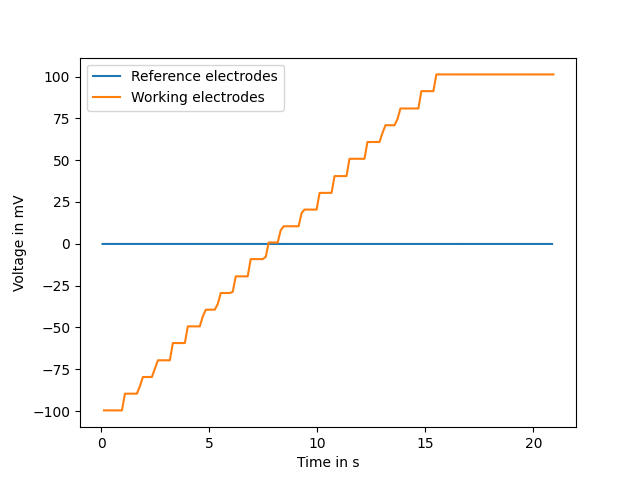 Reference electrodes
Working electrodes
100
75
50
25
0
−25
−50
−75
−100
Voltage in mV
0 5 10 15 20
Time in s